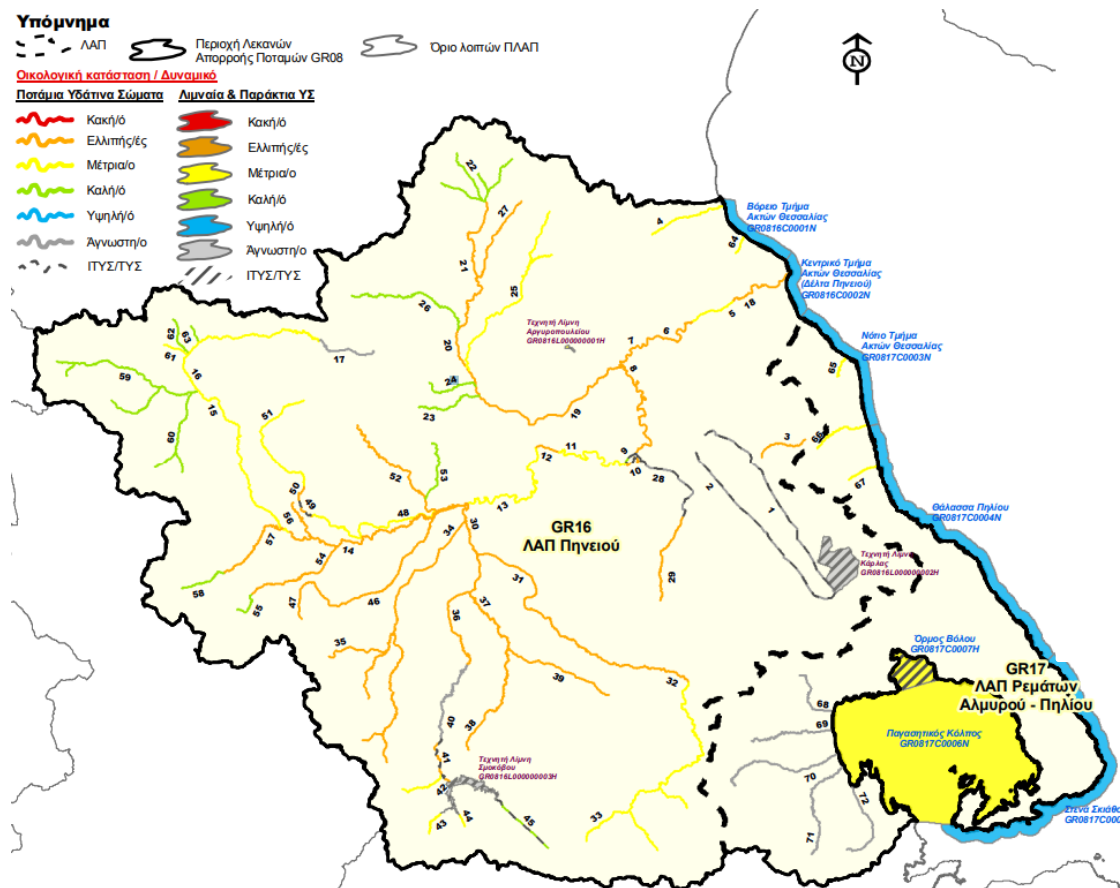 Υπόμνημα
ΛΑΠ
Περιοχή Λεκανών
Απορροής Ποταμών GR08
Όριο λοιπών ΠΛΑΠ
Οικολογική κατάσταση / Δυναμικό
Ποτάμια Υδάτινα Σώματα
Λιμναία & Παράκτια ΥΣ
Κακή/ό
Κακή/ό
Ελλιπής/ές
Ελλιπής/ές
Μέτρια/ο
Μέτρια/ο
Καλή/ό
Καλή/ό
Υψηλή/ό
Υψηλή/ό
Άγνωστη/ο
Άγνωστη/ο
ΙΤΥΣ/ΤΥΣ
ΙΤΥΣ/ΤΥΣ
N
Βόρειο Τμήμα
Ακτών Θεσσαλίας
GR0816C0001N
Κεντρικό Τμήμα
Ακτών Θεσσαλίας
(Δέλτα Πηνειού)
GR0816C0002N
Νότιο Τμήμα
Ακτών Θεσσαλίας
GR0817C0003N
Θάλασσα Πηλίου
GR0817C0004N
Τεχνητή Λίμνη
Αργυροπουλείου
GR0816L000000001H
Τεχνητή Λίμνη
Κάρλας
GR0816L000000002H
Τεχνητή Λίμνη
Σμοκόβου
GR0816L000000003H
GR16
ΛΑΠ Πηνειού
Όρμος Βόλου
GR0817C0007H
GR17
ΛΑΠ Ρεμάτων
Αλμυρού - Πηλίου
Παγασητικός Κόλπος
GR0817C0006N
Στενά Σκιάθο
GR0817C000
22
27
4
64
21
25
26
18
5
6
7
8
20
62
63
61
17
16
59
24
23
19
65
15
51
60
11
12
9
10
28
3
66
67
52
53
50
49
56
48
13
2
1
57
14
54
34
30
58
55
47
46
31
29
36
37
35
39
32
40
38
41
42
43
44
45
33
68
69
70
72
71